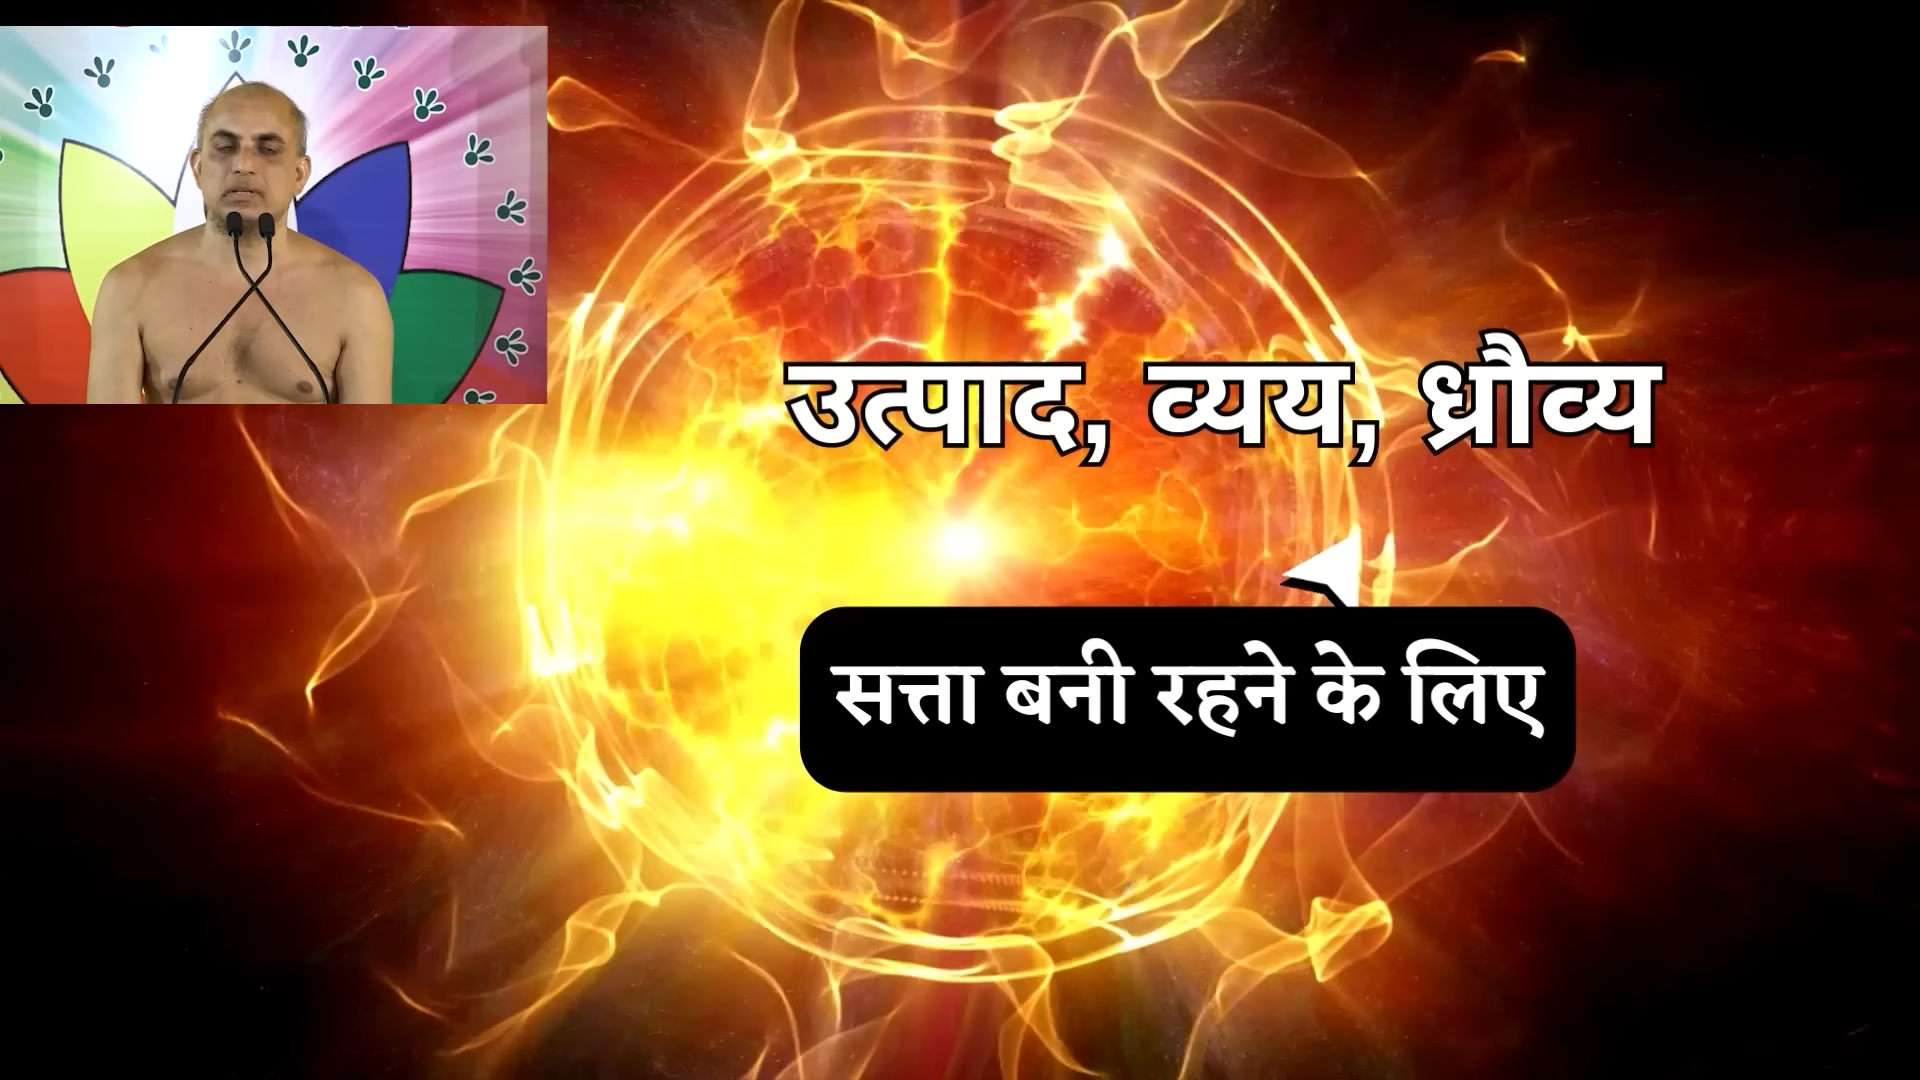 उत्पाद, व्यय, ध्रौव्य
सत्ता बनी रहने के लिए